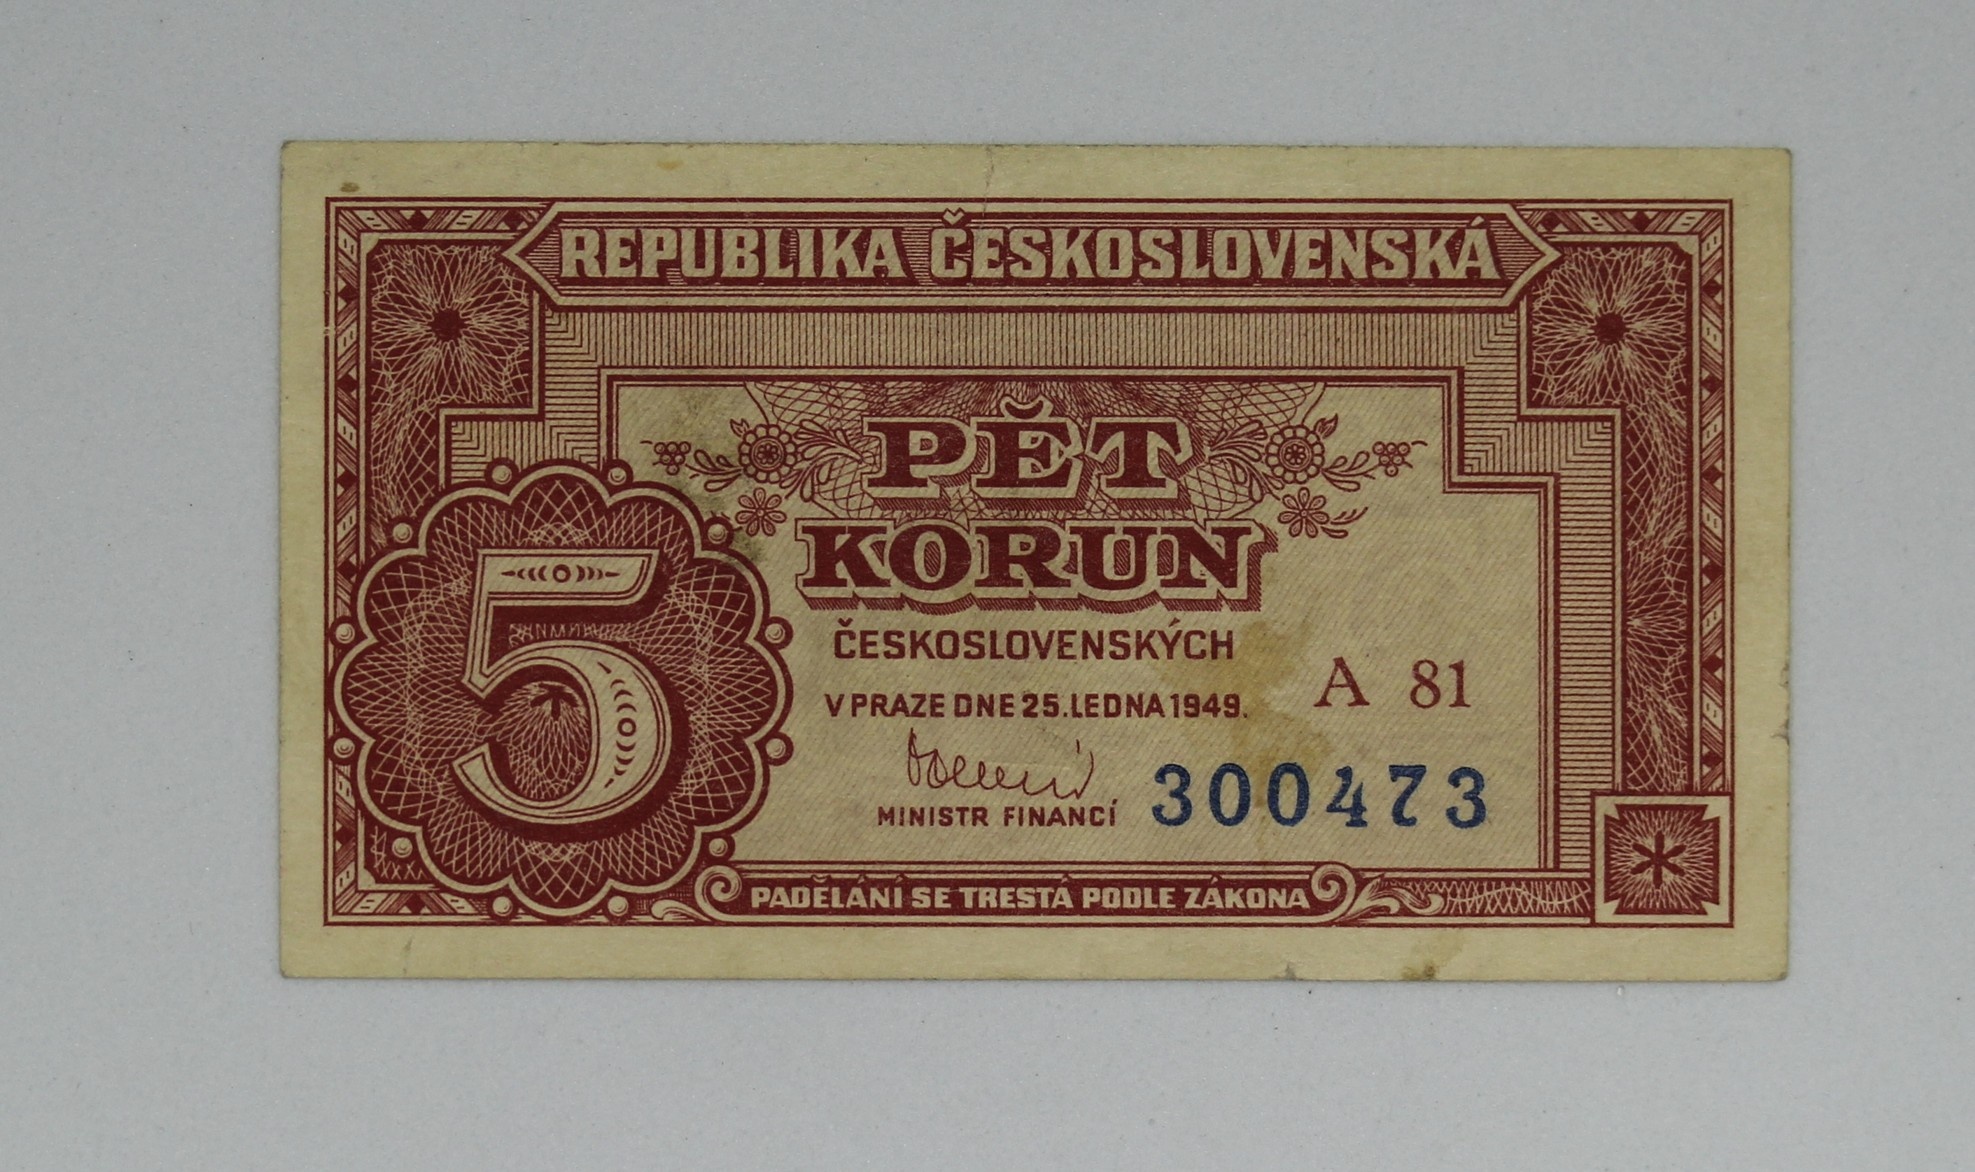 REPUBLIKA ČESKOSLOVENSKÁ
PĚT
KORUN
ČESKOSLOVENSKÝCH
V PRAZE DNE 25. LEDNA 1949.
A 81
MINISTR FINANCÍ
300473
5
PADĚLÁNÍ SE TRESTÁ PODLE ZÁKONA